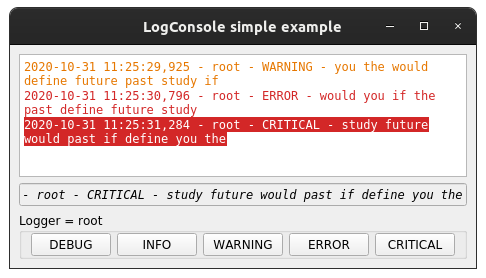 LogConsole simple example
2020-10-31 11:25:29,925 - root - WARNING - you the would
define future past study if
2020-10-31 11:25:30,796 - root - ERROR - would you if the
past define future study
2020-10-31 11:25:31,284 - root - CRITICAL - study future
would past if define you the
- root - CRITICAL - study future would past if define you the
Logger = root
DEBUG INFO WARNING ERROR CRITICAL